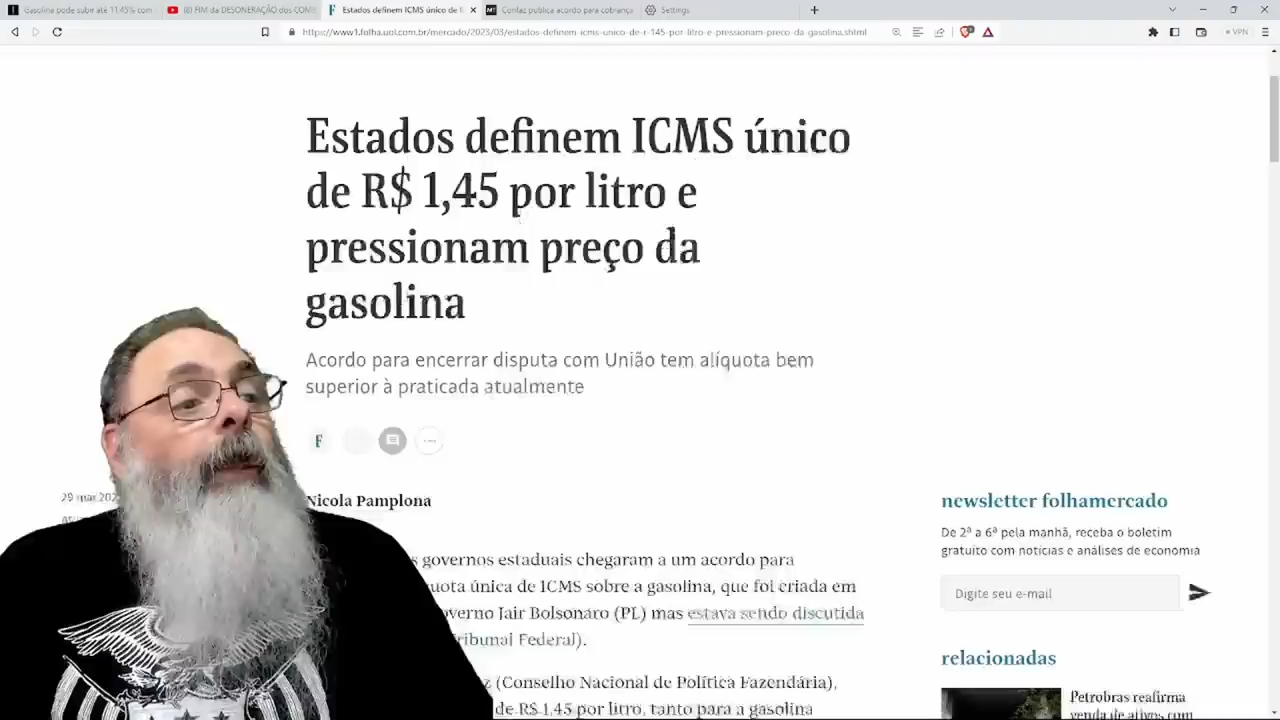 Gasolina pode subir até 11,45% com
(8) FIM da DESONERAÇÃO dos COMB
Estados definem ICMS único de R
Confaz publica acordo para cobrança
Settings
https://www1.folha.uol.com.br/mercado/2023/03/estados-definem-icms-unico-de-r-145-por-litro-e-pressionam-preco-da-gasolina.shtml
VPN
Estados definem ICMS único
de R$ 1,45 por litro e
pressionam preço da
gasolina
Acordo para encerrar disputa com União tem alíquota bem
superior à praticada atualmente
F
29 mar 202
Nicola Pamplona
s governos estaduais chegaram a um acordo para
uota única de ICMS sobre a gasolina, que foi criada em
verno Jair Bolsonaro (PL) mas estava sendo discutida
ribunal Federal).
z (Conselho Nacional de Política Fazendária),
de R$ 1,45 por litro, tanto para a gasolina
newsletter folhamercado
De 2ª a 6ª pela manhã, receba o boletim
gratuito com notícias e análises de economia
Digite seu e-mail
relacionadas
Petrobras reafirma
venda de ativos com